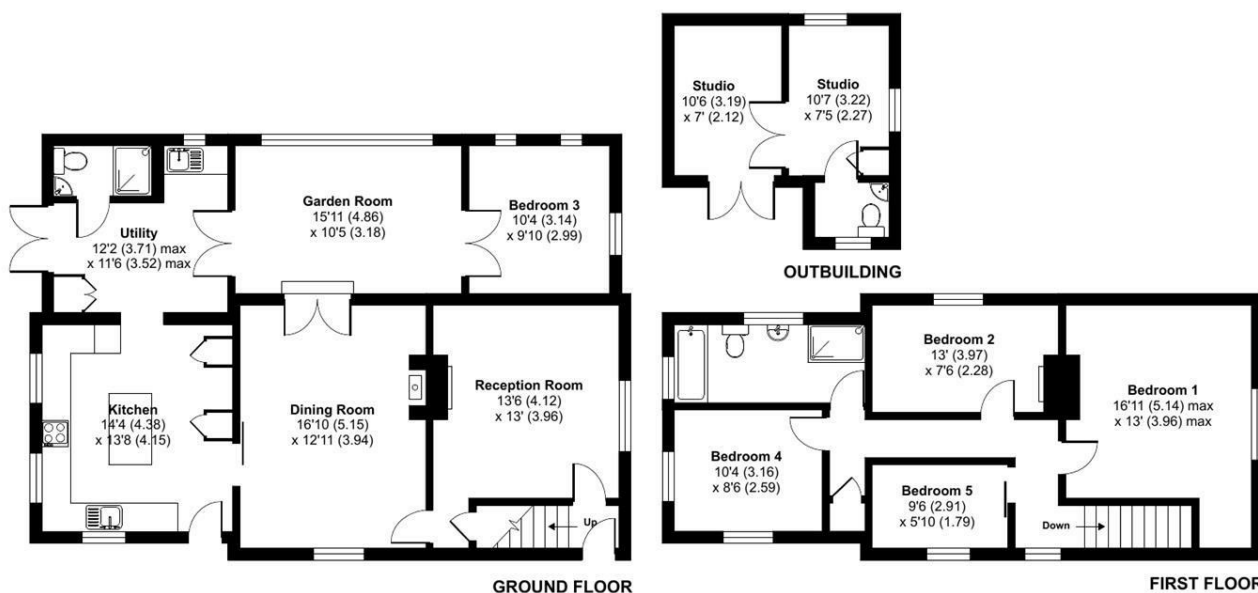 Studio
10'6 (3.19)
x 7' (2.12)
Studio
10'7 (3.22)
x 7'5 (2.27)
OUTBUILDING
Utility
12'2 (3.71) max
x 11'6 (3.52) max
Garden Room
15'11 (4.86)
x 10'5 (3.18)
Bedroom 3
10'4 (3.14)
x 9'10 (2.99)
Kitchen
14'4 (4.38)
x 13'8 (4.15)
Dining Room
16'10 (5.15)
x 12'11 (3.94)
Reception Room
13'6 (4.12)
x 13' (3.96)
Up
GROUND FLOOR
Bedroom 2
13' (3.97)
x 7'6 (2.28)
Bedroom 1
16'11 (5.14) max
x 13' (3.96) max
Bedroom 4
10'4 (3.16)
x 8'6 (2.59)
Bedroom 5
9'6 (2.91)
x 5'10 (1.79)
Down
FIRST FLOOR